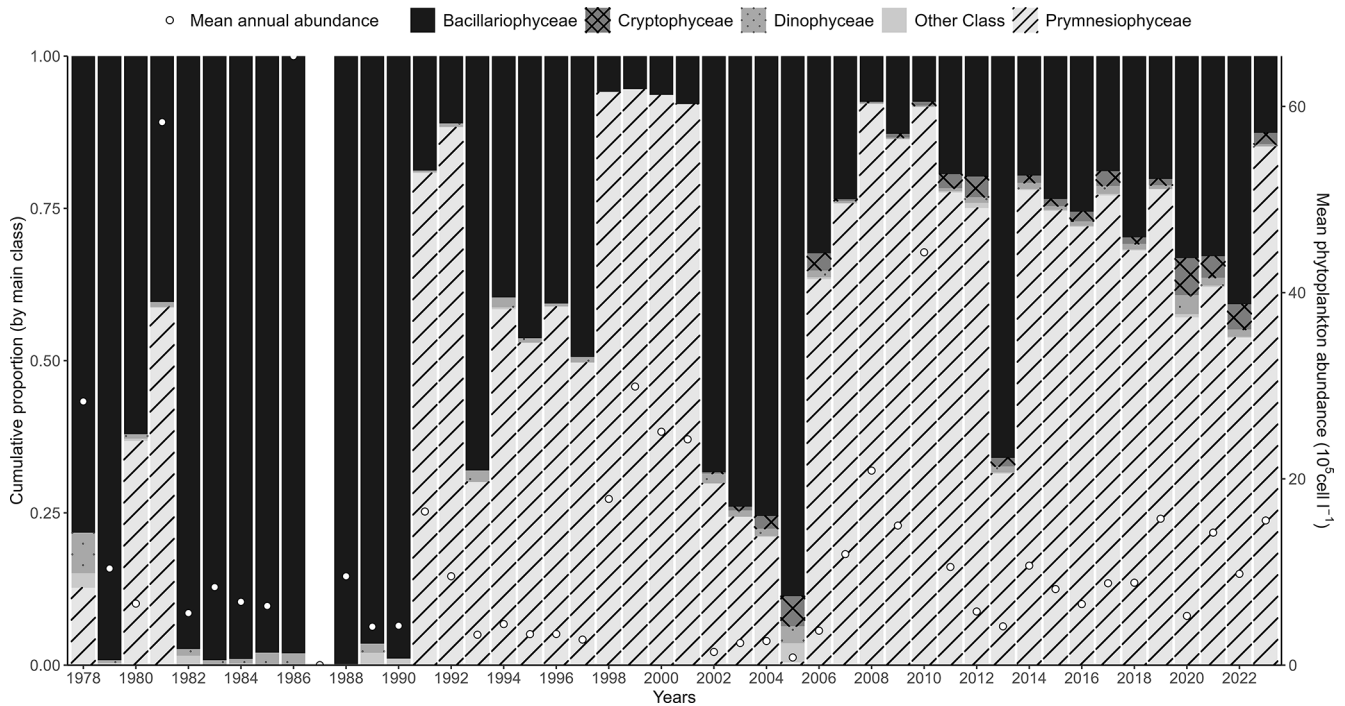 Mean annual abundance Bacillariophyceae Cryptophyceae Dinophyceae Other Class Prymnesiophyceae
Cumulative proportion (by main class)
1.00
0.75
0.50
0.25
0.00
60
40
20
0
Mean phytoplankton abundance (10⁵cell l⁻¹)
1978 1980 1982 1984 1986 1988 1990 1992 1994 1996 1998 2000 2002 2004 2006 2008 2010 2012 2014 2016 2018 2020 2022
Years